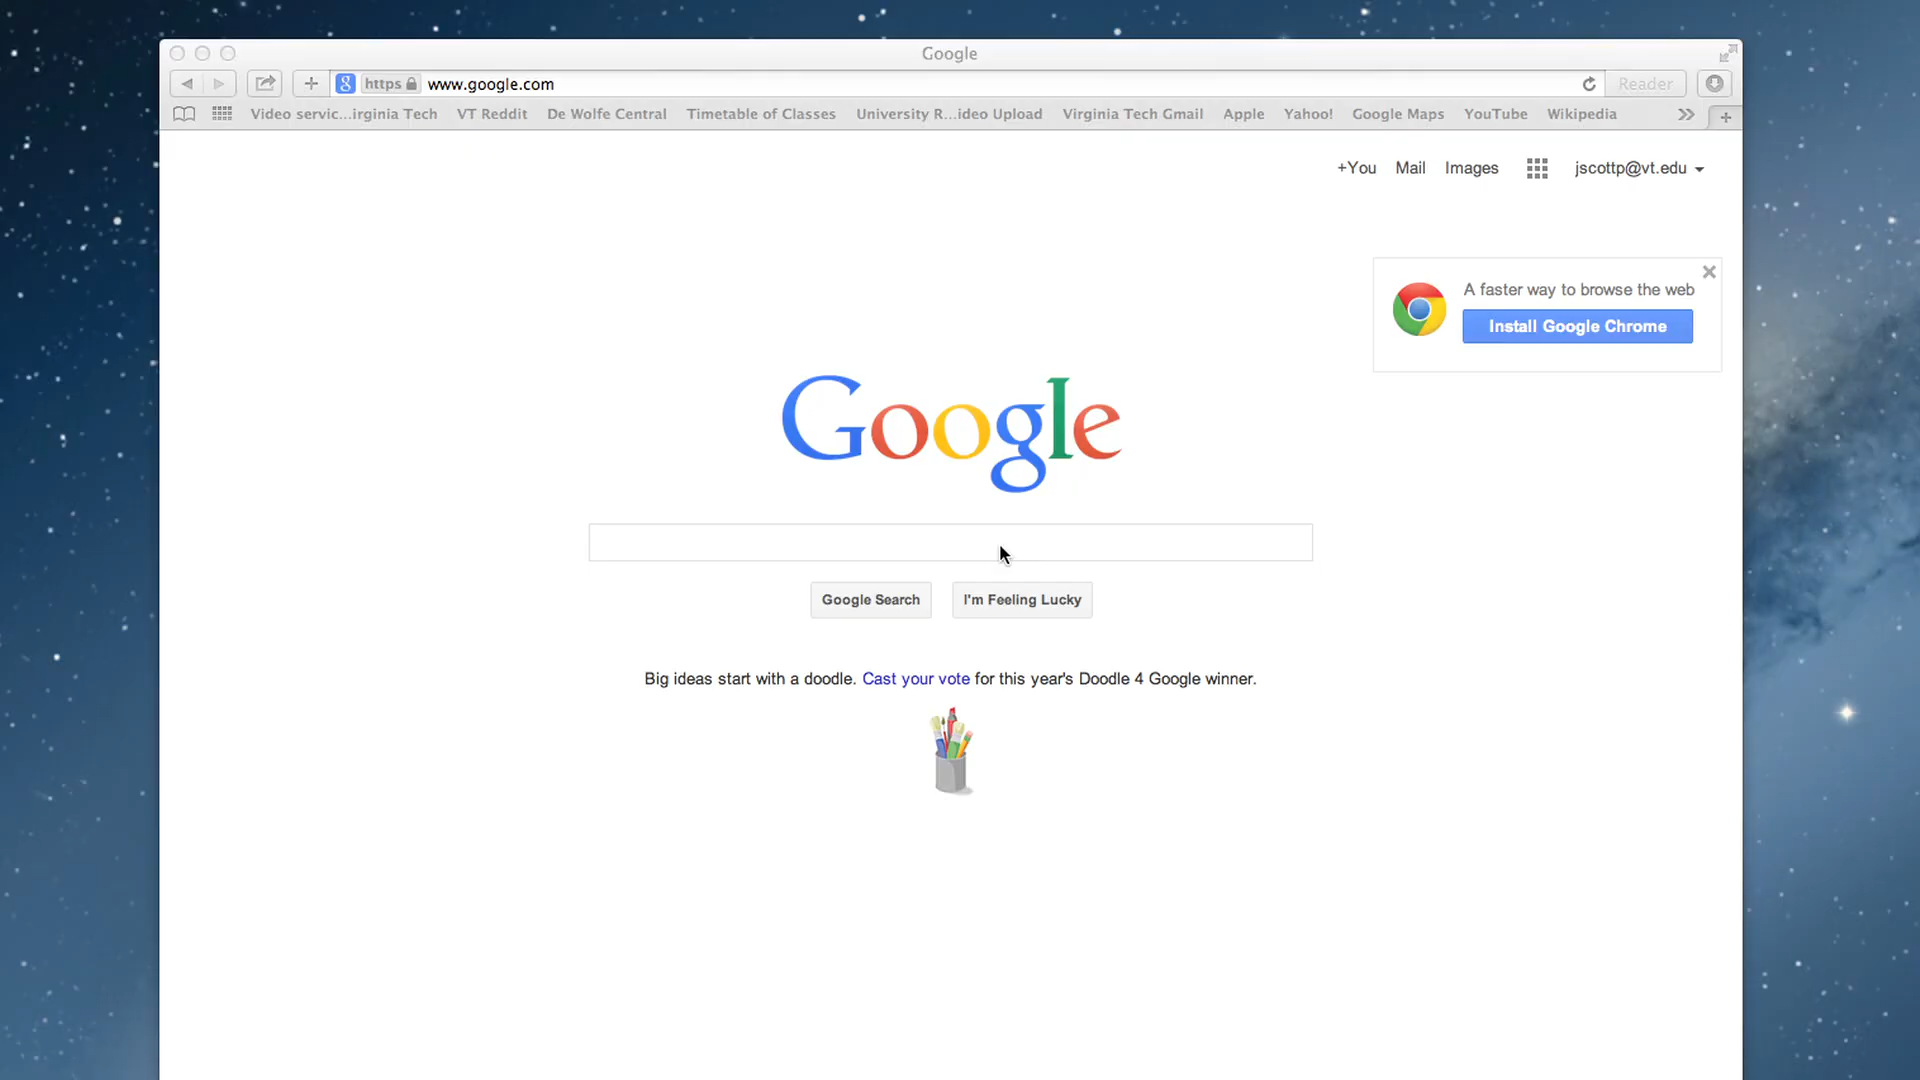 Google
https www.google.com Reader
Video servic...irginia Tech VT Reddit De Wolfe Central Timetable of Classes University R...ideo Upload Virginia Tech Gmail Apple Yahoo! Google Maps YouTube Wikipedia
+You Mail Images jscottp@vt.edu
A faster way to browse the web
Install Google Chrome
Google
Google Search I'm Feeling Lucky
Big ideas start with a doodle. Cast your vote for this year's Doodle 4 Google winner.